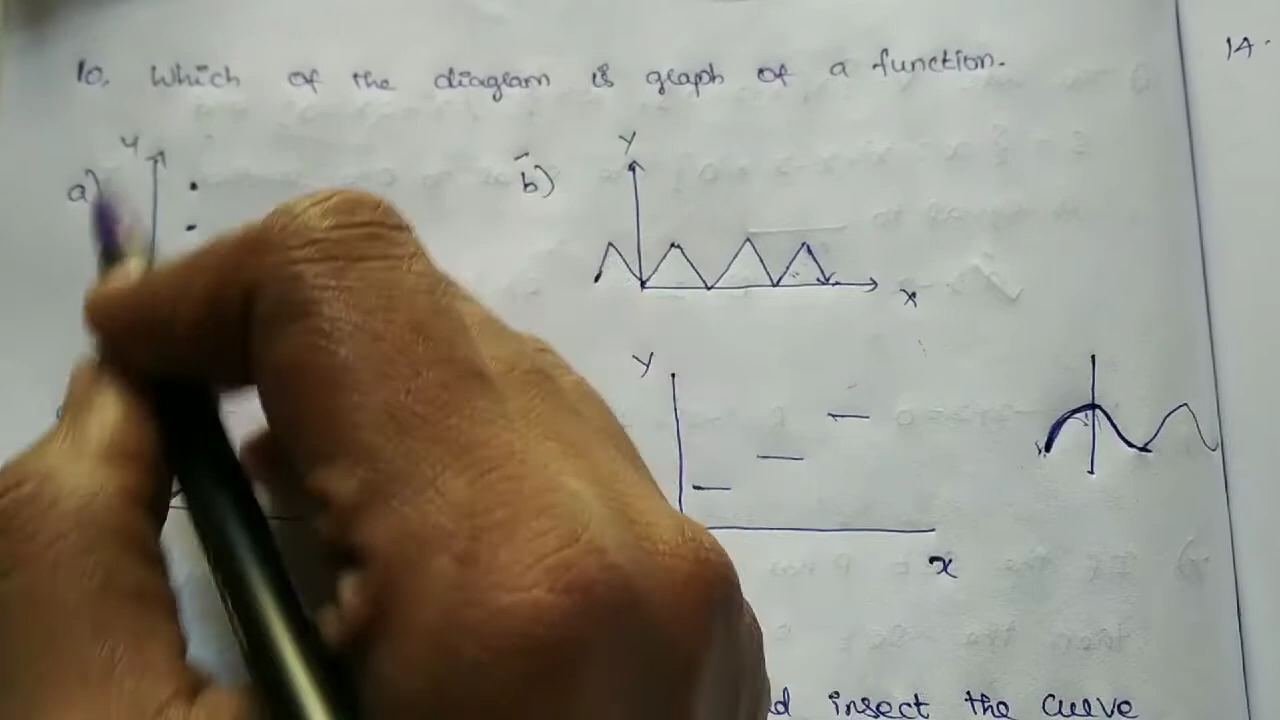 10. Which of the diagram is graph of a function.
14.
a) y
b) y
x
y
x
insect the curve